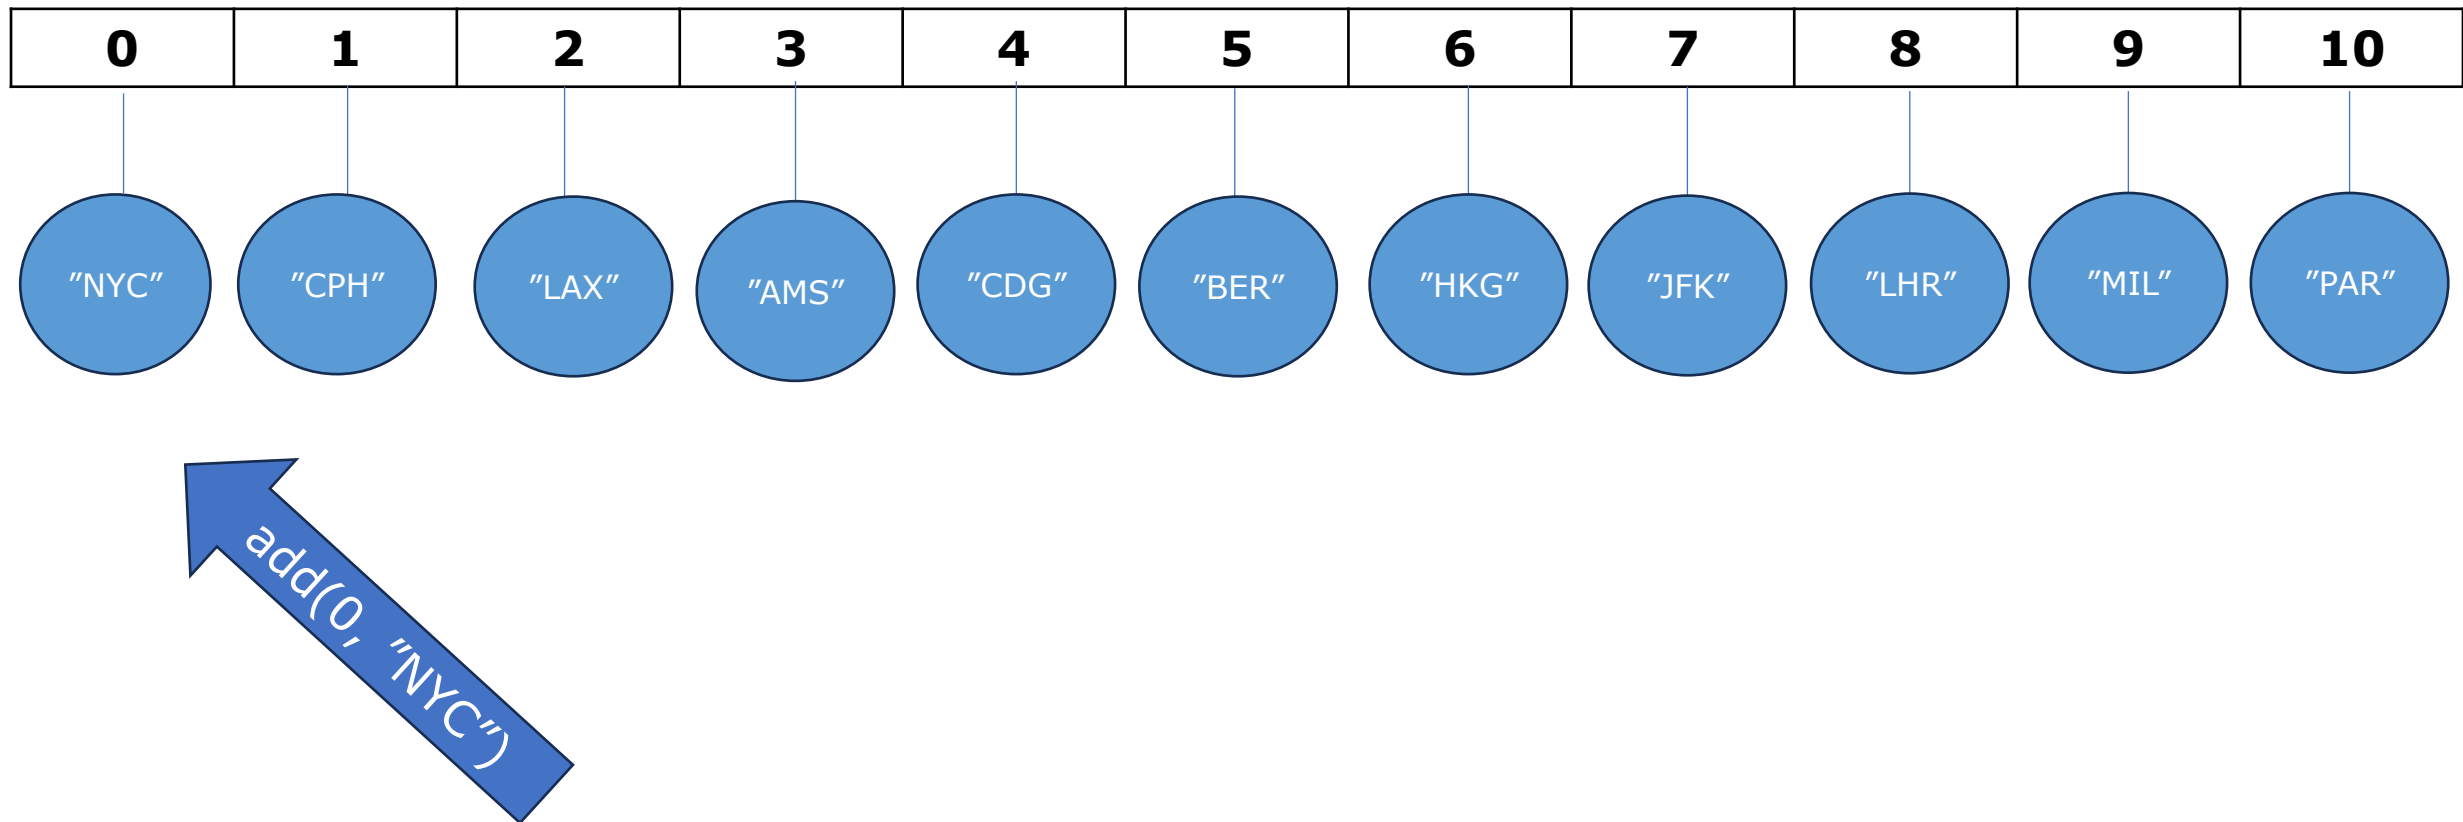 0 1 2 3 4 5 6 7 8 9 10
”NYC” ”CPH” ”LAX” ”AMS” ”CDG” ”BER” ”HKG” ”JFK” ”LHR” ”MIL” ”PAR”
add(0, ”NYC”)